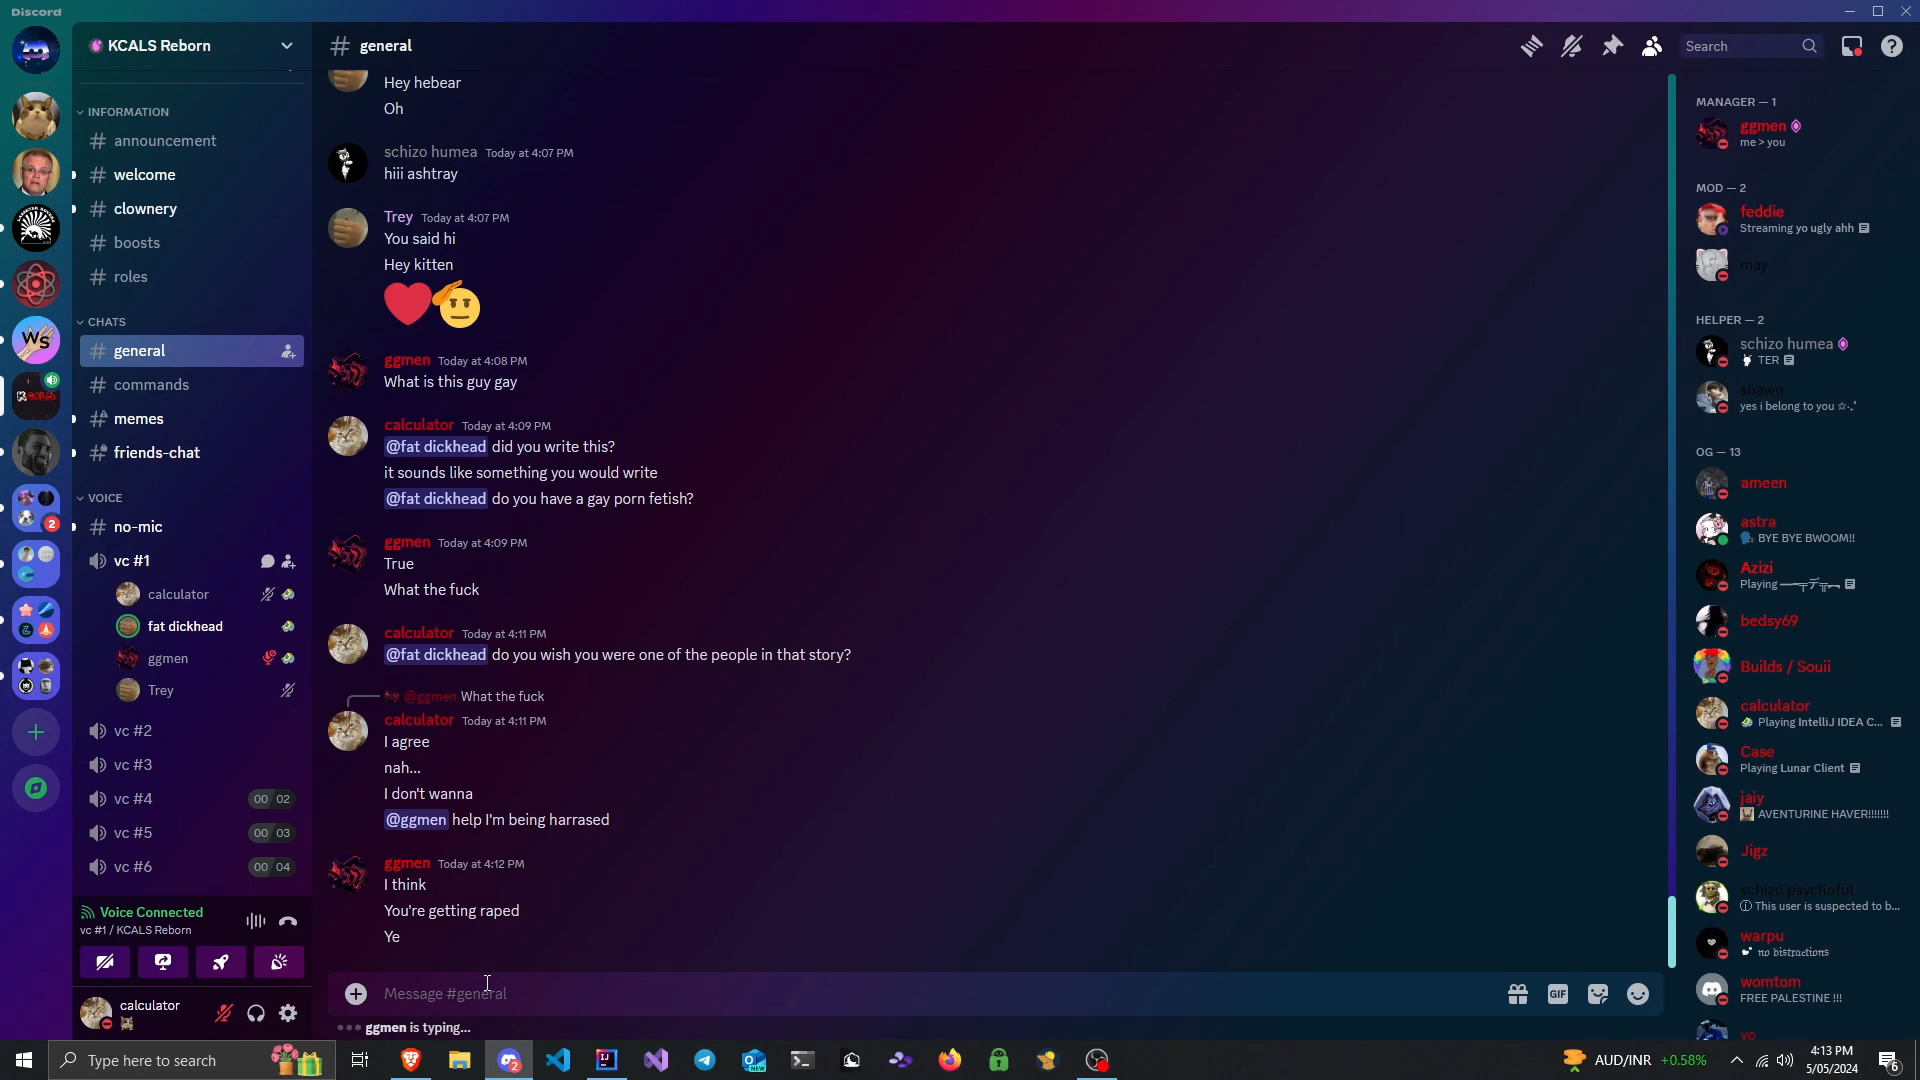 Discord
KCALS Reborn
INFORMATION
# announcement
# welcome
# clownery
# boosts
# roles
CHATS
# general
# commands
# memes
# friends-chat
VOICE
# no-mic
vc #1
calculator
fat dickhead
ggmen
Trey
vc #2
vc #3
vc #4 00 02
vc #5 00 03
vc #6 00 04
Voice Connected
vc #1 / KCALS Reborn
calculator
# general
Search
Hey hebear
Oh
schizo humea Today at 4:07 PM
hiii ashtray
Trey Today at 4:07 PM
You said hi
Hey kitten
ggmen Today at 4:08 PM
What is this guy gay
calculator Today at 4:09 PM
@fat dickhead did you write this?
it sounds like something you would write
@fat dickhead do you have a gay porn fetish?
ggmen Today at 4:09 PM
True
What the fuck
calculator Today at 4:11 PM
@fat dickhead do you wish you were one of the people in that story?
@ggmen What the fuck
calculator Today at 4:11 PM
I agree
nah...
I don't wanna
@ggmen help I'm being harrased
ggmen Today at 4:12 PM
I think
You're getting raped
Ye
Message #general
GIF
ggmen is typing...
MANAGER — 1
ggmen
me > you
MOD — 2
feddie
Streaming yo ugly ahh
may
HELPER — 2
schizo humea
TER
shawn
yes i belong to you ☆
OG — 13
ameen
astra
BYE BYE BWOOM!!
Azizi
Playing
bedsy69
Builds / Souii
calculator
Playing IntelliJ IDEA C...
Case
Playing Lunar Client
jaiy
AVENTURINE HAVER!!!!!!!
Jigz
schizo psychoful
This user is suspected to b...
warpu
no bistractions
womtom
FREE PALESTINE !!!
yo
WS
2
Type here to search
2
NEW
AUD/INR +0.58%
4:13 PM
5/05/2024
6